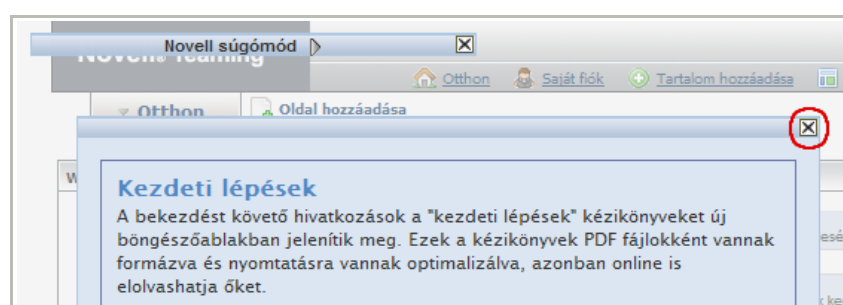 Novell súgómód
Otthon
Saját fiók
Tartalom hozzáadása
Otthon
Oldal hozzáadása
Kezdeti lépések
A bekezdést követő hivatkozások a "kezdeti lépések" kézikönyveket új
böngészőablakban jelenítik meg. Ezek a kézikönyvek PDF fájlokként vannak
formázva és nyomtatásra vannak optimalizálva, azonban online is
elolvashatja őket.